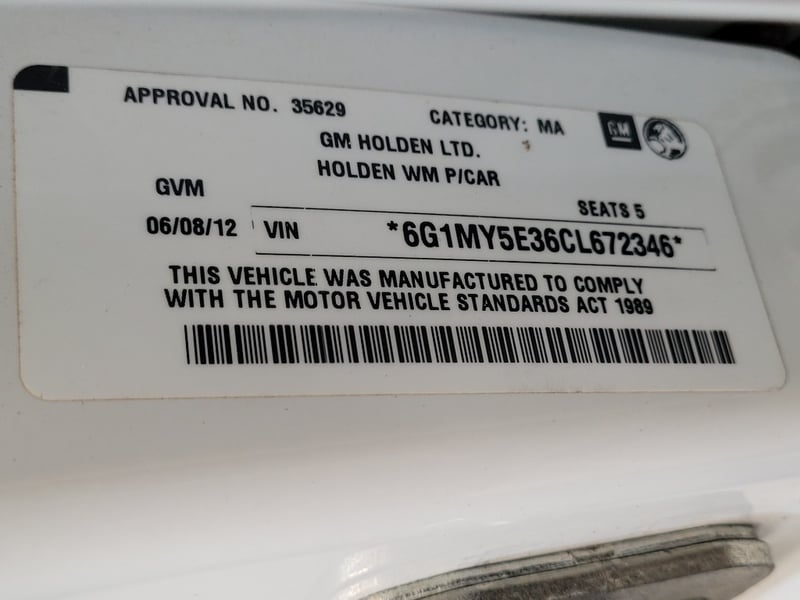 APPROVAL NO. 35629
CATEGORY: MA
GM
GM HOLDEN LTD.
HOLDEN WM P/CAR
GVM
SEATS 5
06/08/12 VIN *6G1MY5E36CL672346*
THIS VEHICLE WAS MANUFACTURED TO COMPLY
WITH THE MOTOR VEHICLE STANDARDS ACT 1989